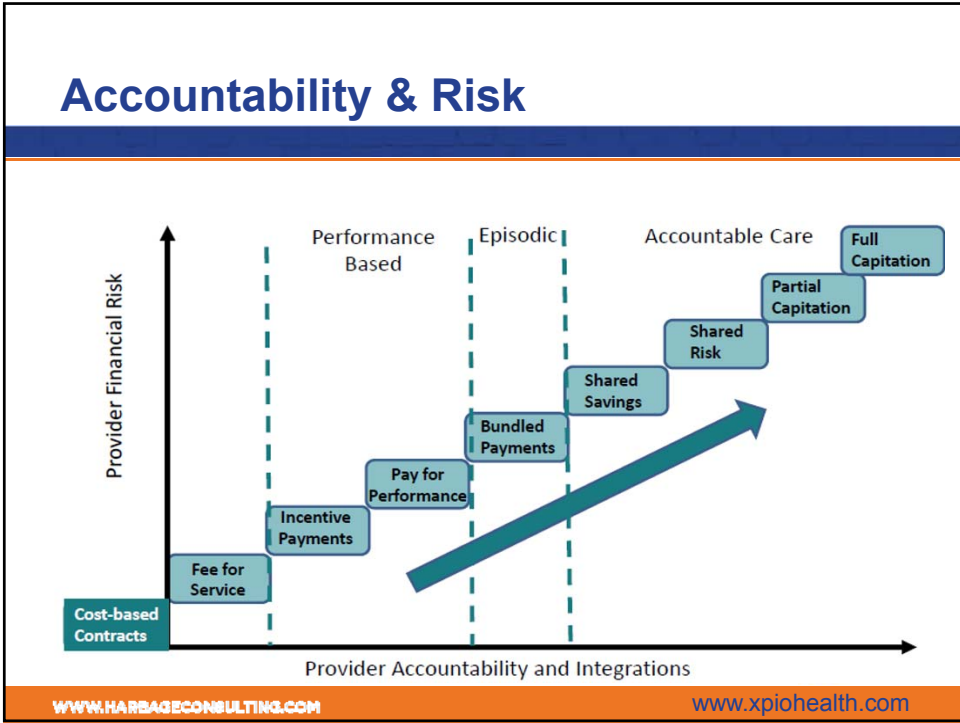 Accountability & Risk
Performance
Based
Episodic
Accountable Care
Full
Capitation
Partial
Capitation
Shared
Risk
Shared
Savings
Bundled
Payments
Pay for
Performance
Incentive
Payments
Fee for
Service
Cost-based
Contracts
Provider Financial Risk
Provider Accountability and Integrations
WWW.HARBAGECONSULTING.COM
www.xpiohealth.com